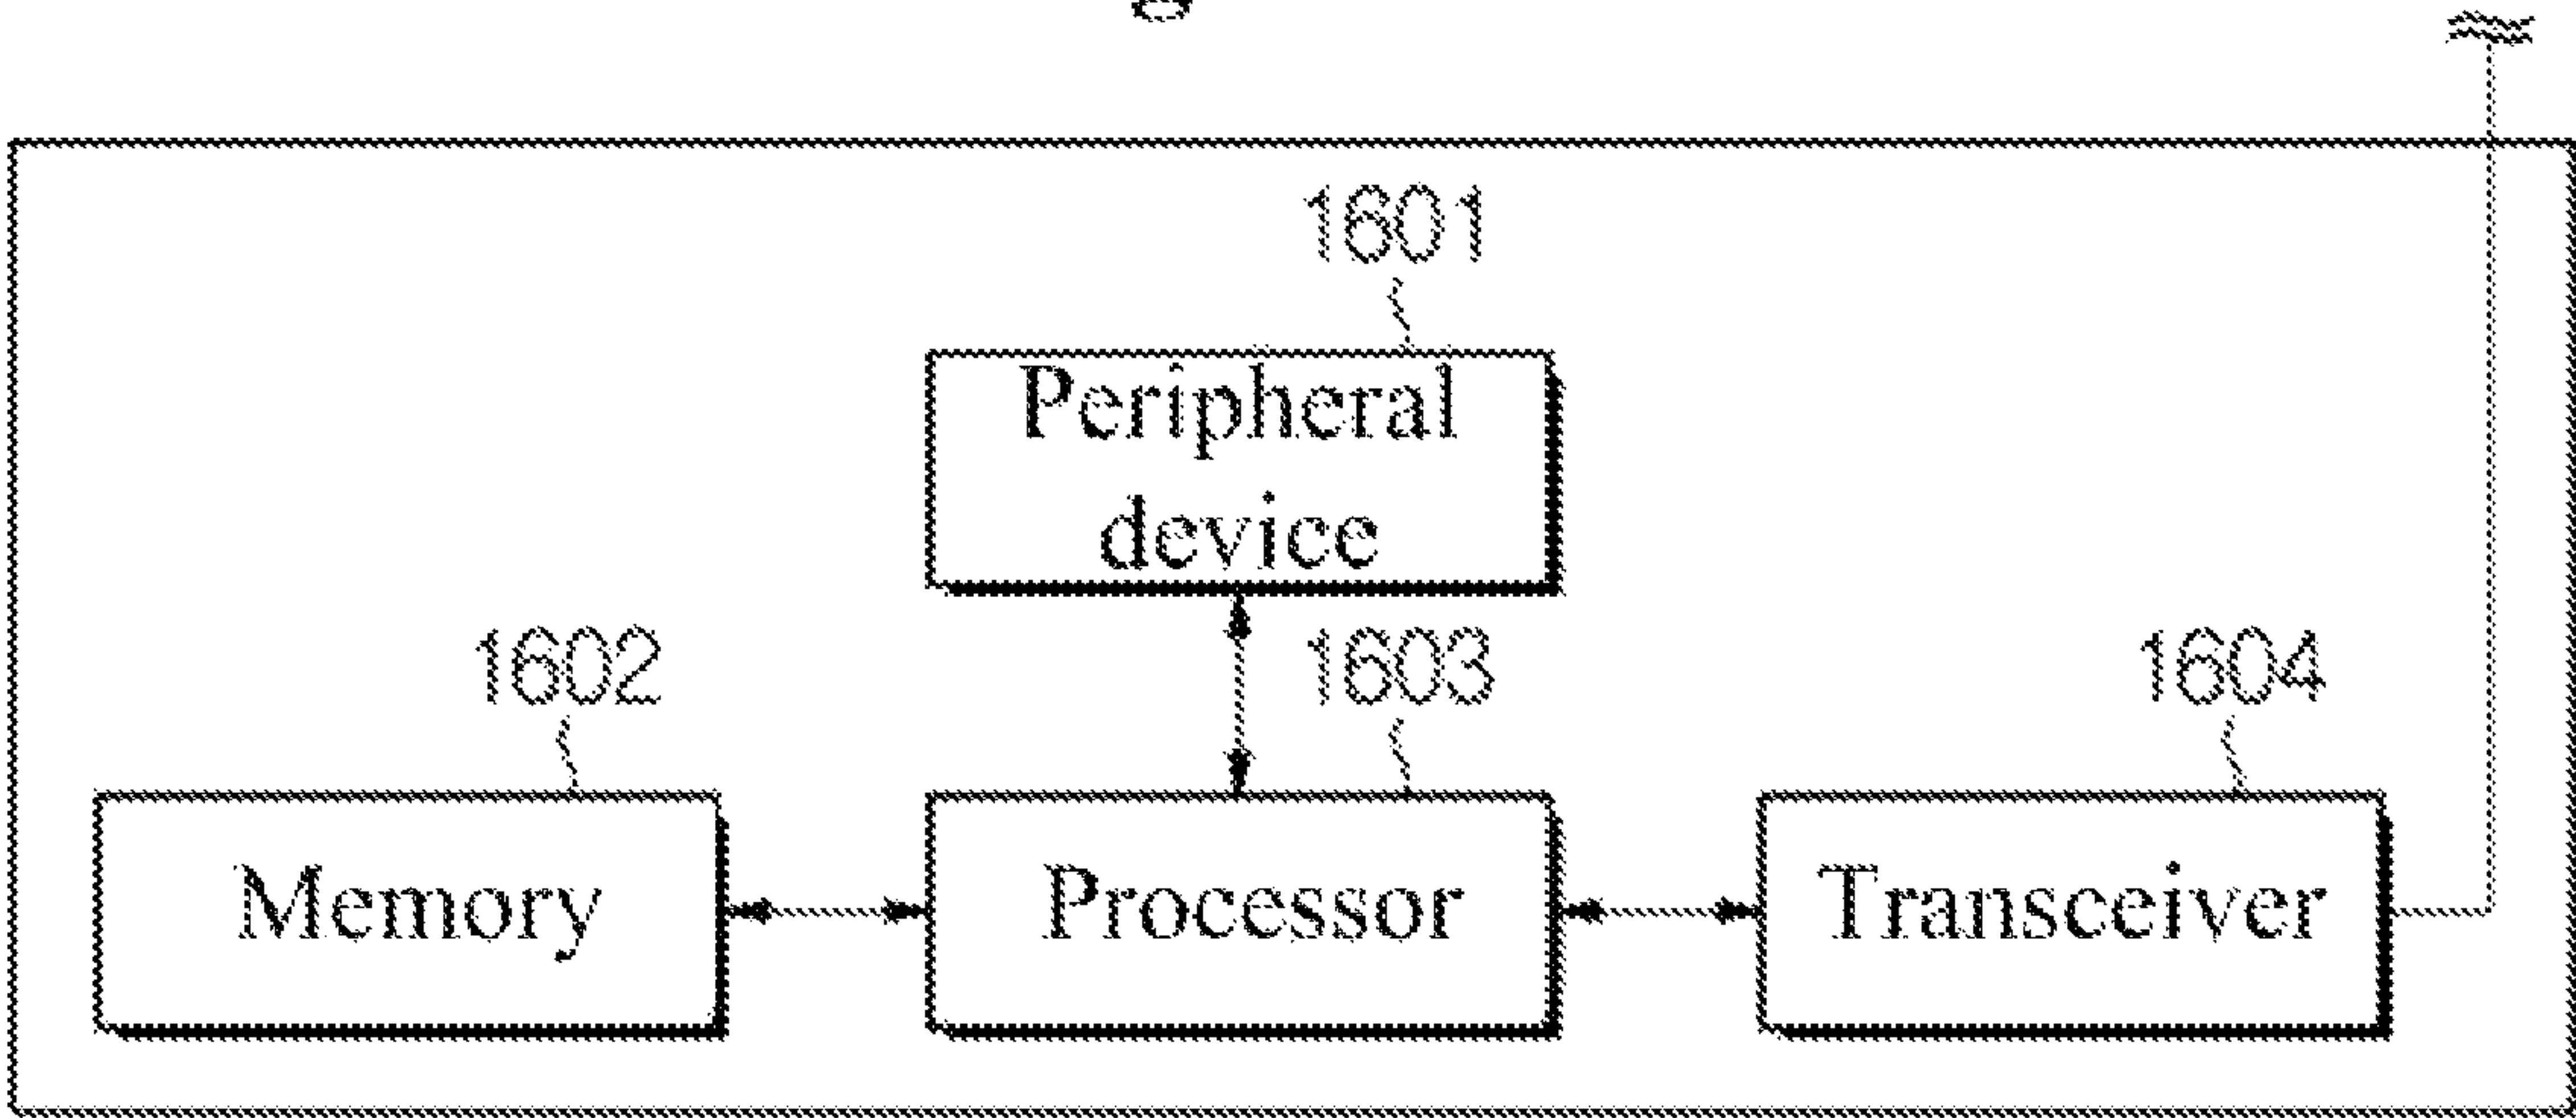 1601
Peripheral
device
1602
1603
1604
Memory
Processor
Transceiver